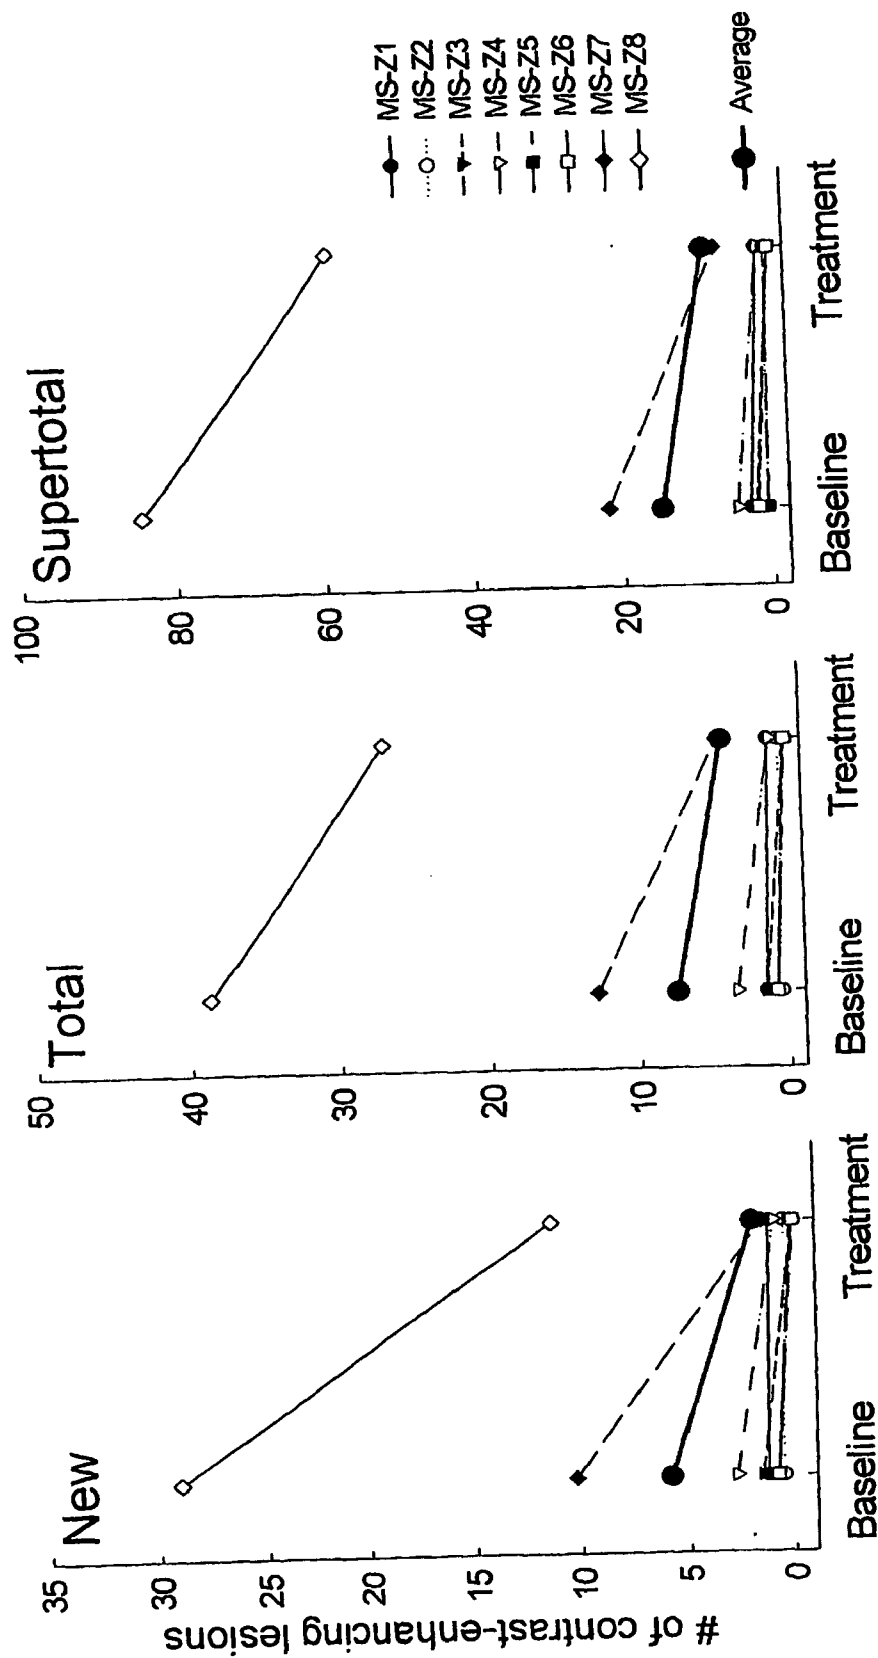 # of contrast-enhancing lesions
New
35
30
25
20
15
10
5
0
Baseline
Treatment
Total
50
40
30
20
10
0
Baseline
Treatment
Supertotal
100
80
60
40
20
0
Baseline
Treatment
MS-Z1
MS-Z2
MS-Z3
MS-Z4
MS-Z5
MS-Z6
MS-Z7
MS-Z8
Average